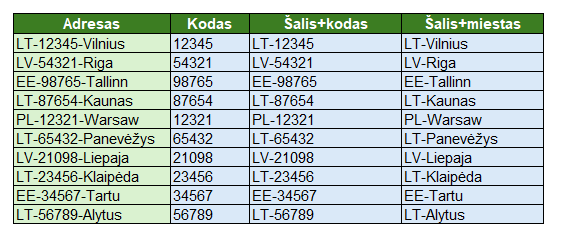 Adresas Kodas Šalis+kodas Šalis+miestas
LT-12345-Vilnius 12345 LT-12345 LT-Vilnius
LV-54321-Riga 54321 LV-54321 LV-Riga
EE-98765-Tallinn 98765 EE-98765 EE-Tallinn
LT-87654-Kaunas 87654 LT-87654 LT-Kaunas
PL-12321-Warsaw 12321 PL-12321 PL-Warsaw
LT-65432-Panevėžys 65432 LT-65432 LT-Panevėžys
LV-21098-Liepaja 21098 LV-21098 LV-Liepaja
LT-23456-Klaipėda 23456 LT-23456 LT-Klaipėda
EE-34567-Tartu 34567 EE-34567 EE-Tartu
LT-56789-Alytus 56789 LT-56789 LT-Alytus